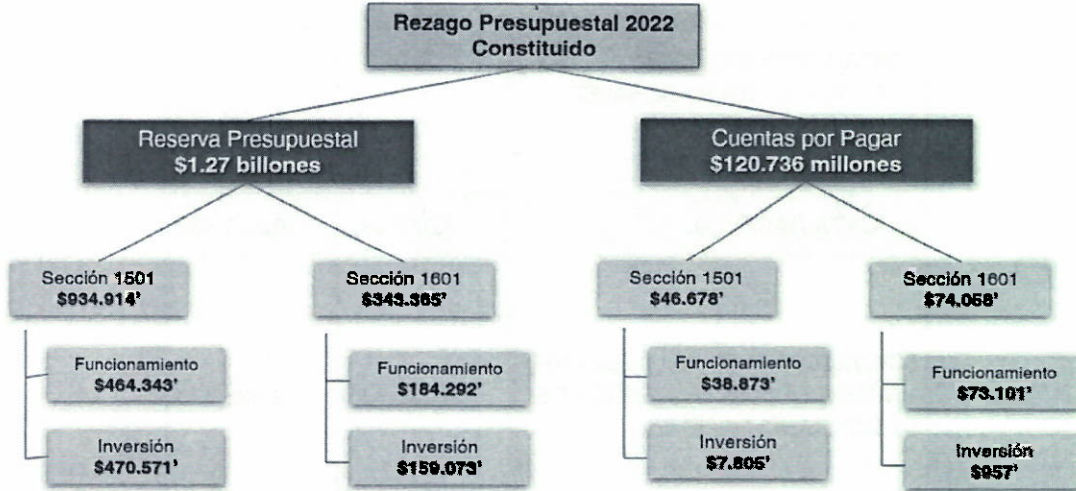 Rezago Presupuestal 2022
Constituido
Reserva Presupuestal
$1.27 billones
Cuentas por Pagar
$120.736 millones
Sección 1501
$934.914'
Sección 1601
$343.365'
Sección 1501
$46.678'
Sección 1601
$74.058'
Funcionamiento
$464.343'
Funcionamiento
$184.292'
Funcionamiento
$38.873'
Funcionamiento
$73.101'
Inversión
$470.571'
Inversión
$159.073'
Inversión
$7.805'
Inversión
$957'